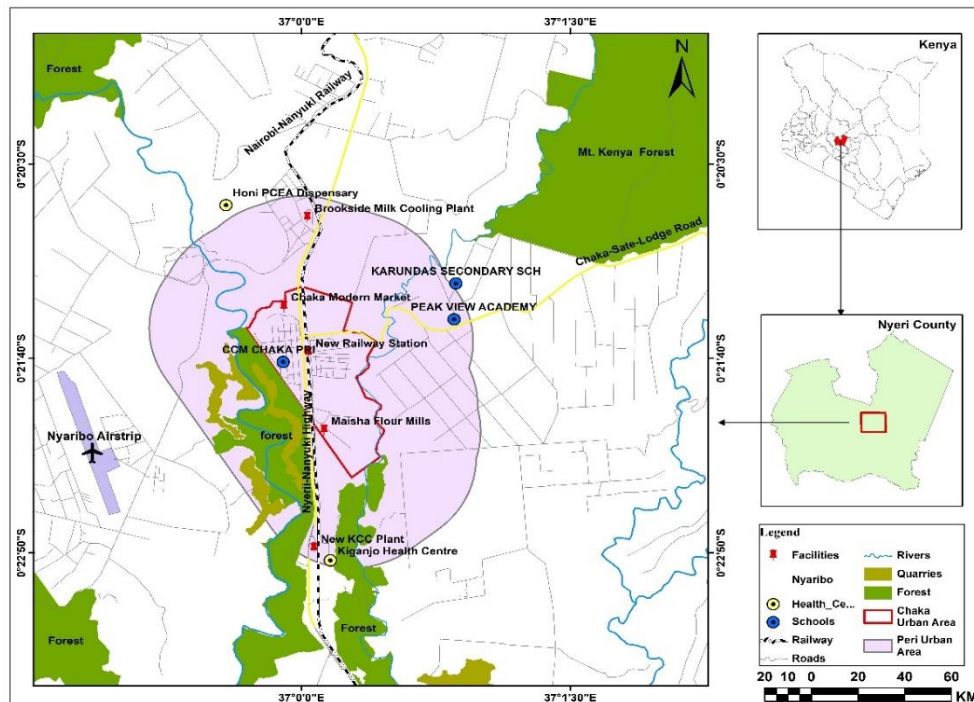 37°0'0"E
37°1'30"E
N
Forest
Nairobi-Nanyuki Railway
Mt. Kenya Forest
0°20'30"S
0°20'30"S
Honi PCEA Dispensary
Brookside Milk Cooling Plant
Chaka-Sate-Lodge Road
KARUNDAS SECONDARY SCH
Chaka Modern Market
PEAK VIEW ACADEMY
New Railway Station
CCM CHAKA PRI
0°21'40"S
0°21'40"S
Maisha Flour Mills
Nyaribo Airstrip
forest
Nyerii-Nanyuki Highway
New KCC Plant
Kiganjo Health Centre
0°22'50"S
0°22'50"S
Forest
Forest
37°0'0"E
37°1'30"E
Kenya
Nyeri County
Legend
Facilities
Nyaribo
Health_Ce...
Schools
Railway
Roads
Rivers
Quarries
Forest
Chaka
Urban Area
Peri Urban
Area
20 10 0 20 40 60
KM